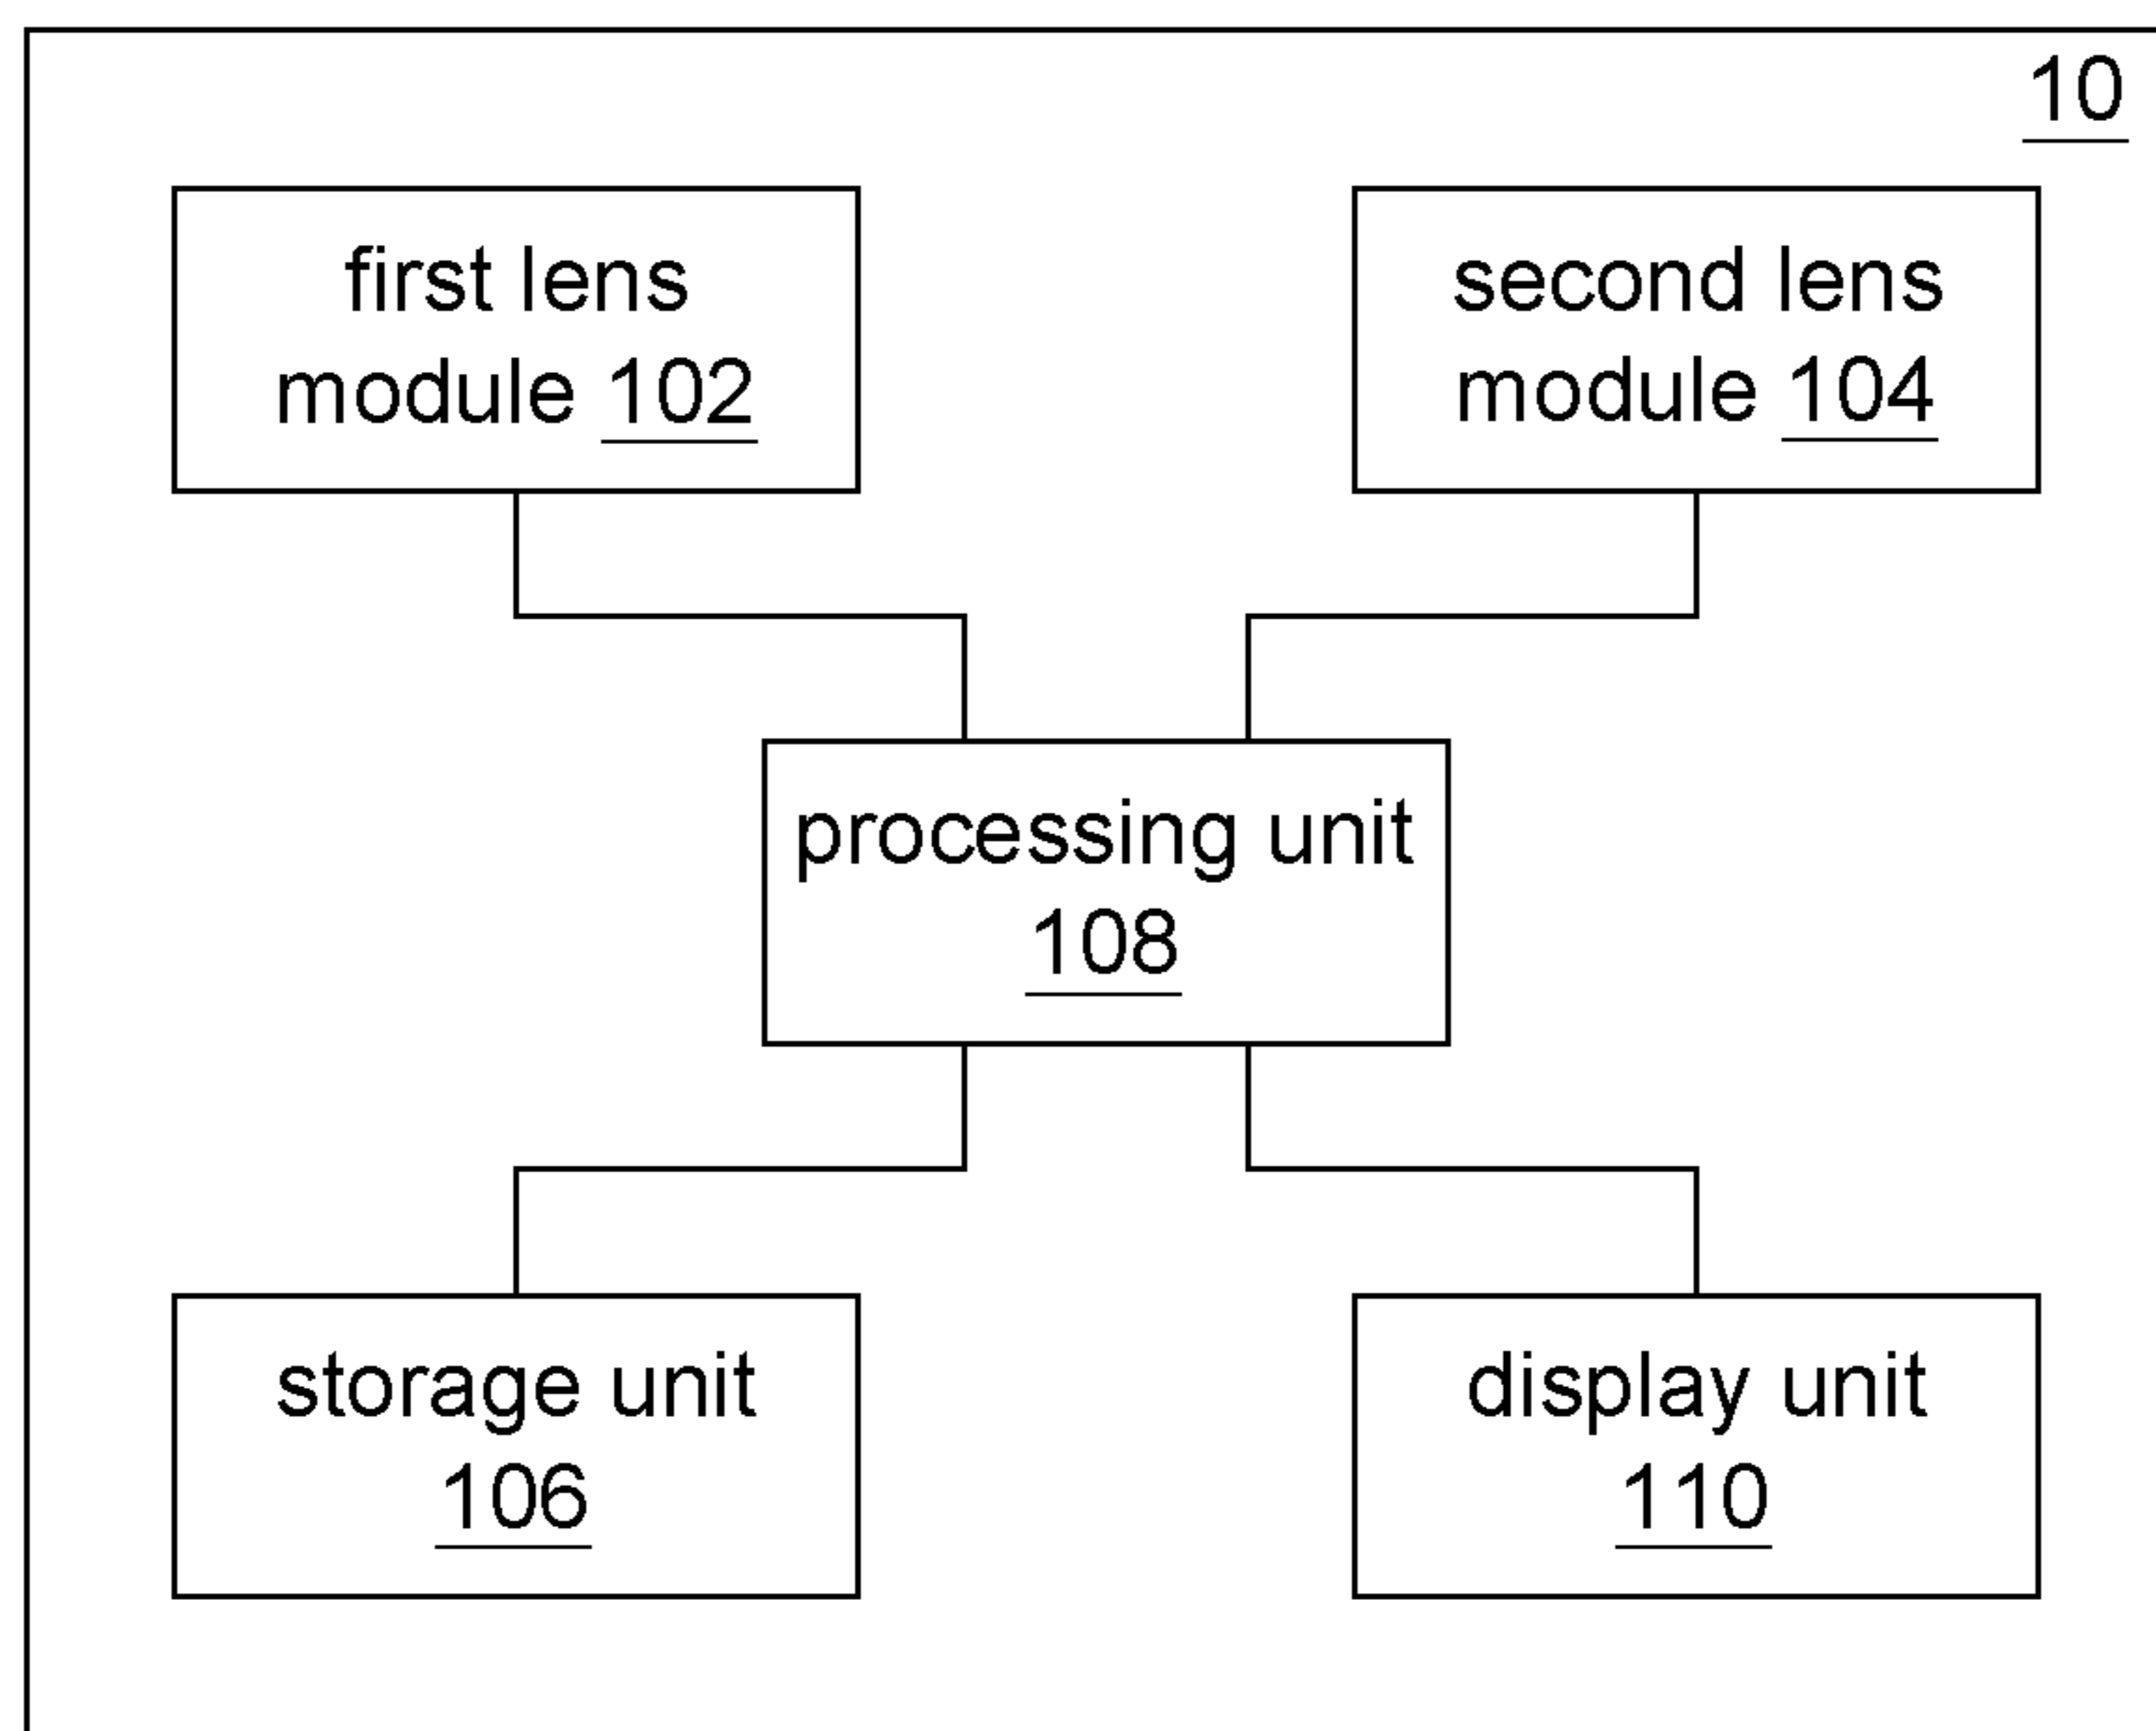 10
first lens
module 102
second lens
module 104
processing unit
108
storage unit
106
display unit
110